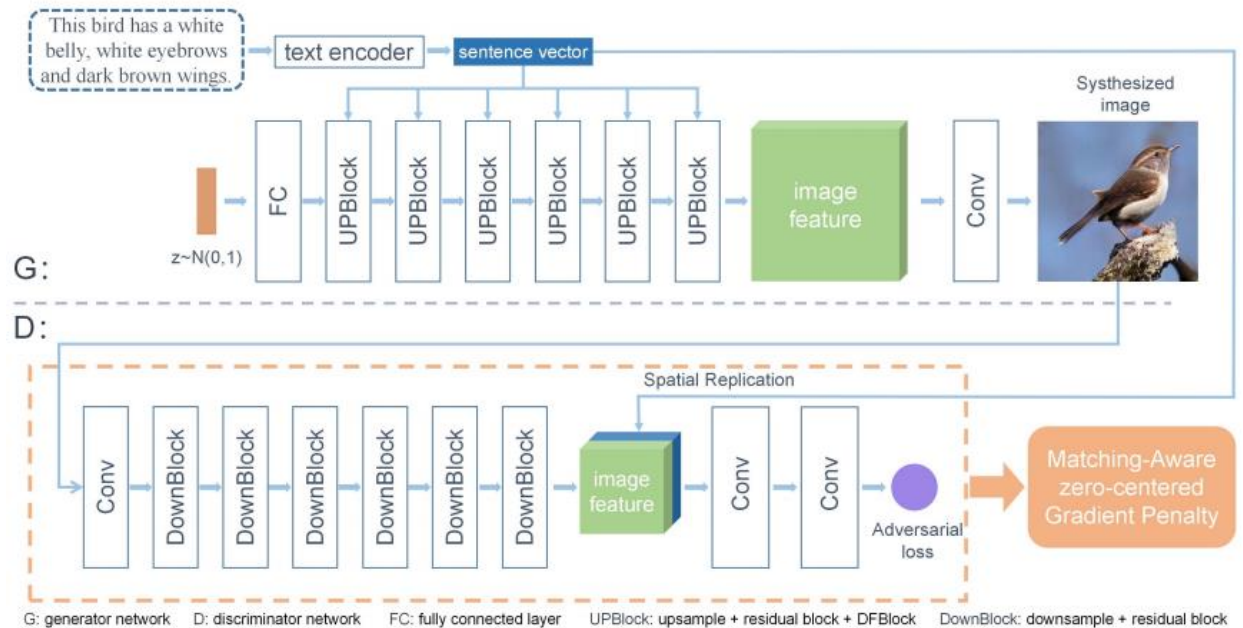 This bird has a white
belly, white eyebrows
and dark brown wings.
text encoder
sentence vector
Systhesized
image
z~N(0,1)
FC
UPBlock
UPBlock
UPBlock
UPBlock
UPBlock
UPBlock
image
feature
Conv
G:
D:
Spatial Replication
Conv
DownBlock
DownBlock
DownBlock
DownBlock
DownBlock
DownBlock
image
feature
Conv
Conv
Adversarial
loss
Matching-Aware
zero-centered
Gradient Penalty
G: generator network D: discriminator network FC: fully connected layer UPBlock: upsample + residual block + DFBlock DownBlock: downsample + residual block